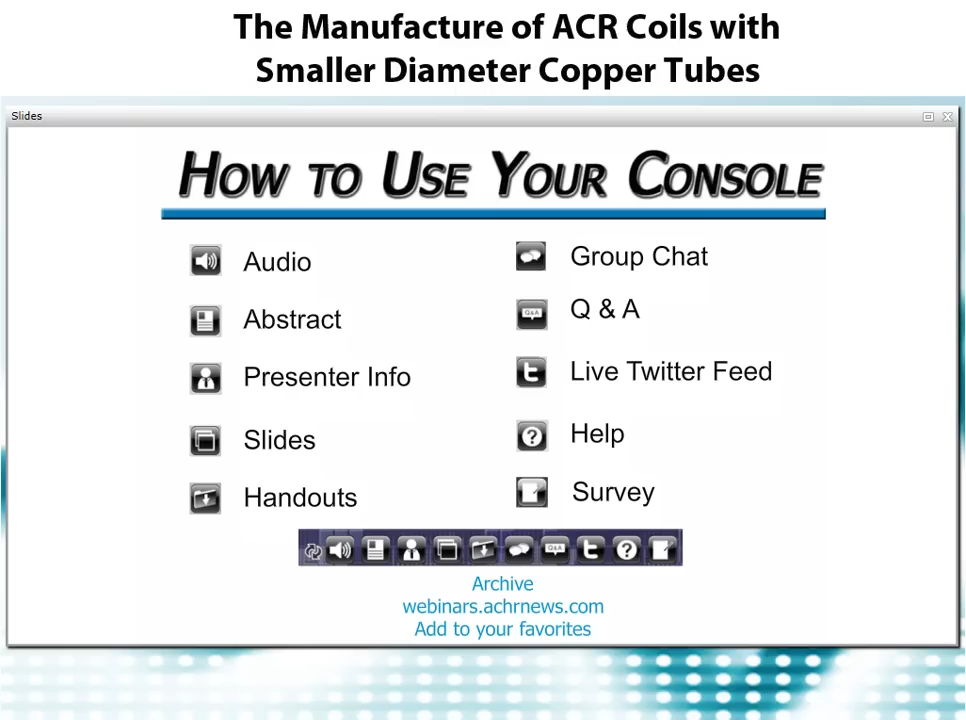 The Manufacture of ACR Coils with
Smaller Diameter Copper Tubes
Slides
How to Use Your Console
Audio
Abstract
Presenter Info
Slides
Handouts
Group Chat
Q&A
Q & A
Live Twitter Feed
Help
Survey
Q&A
Archive
webinars.achrnews.com
Add to your favorites